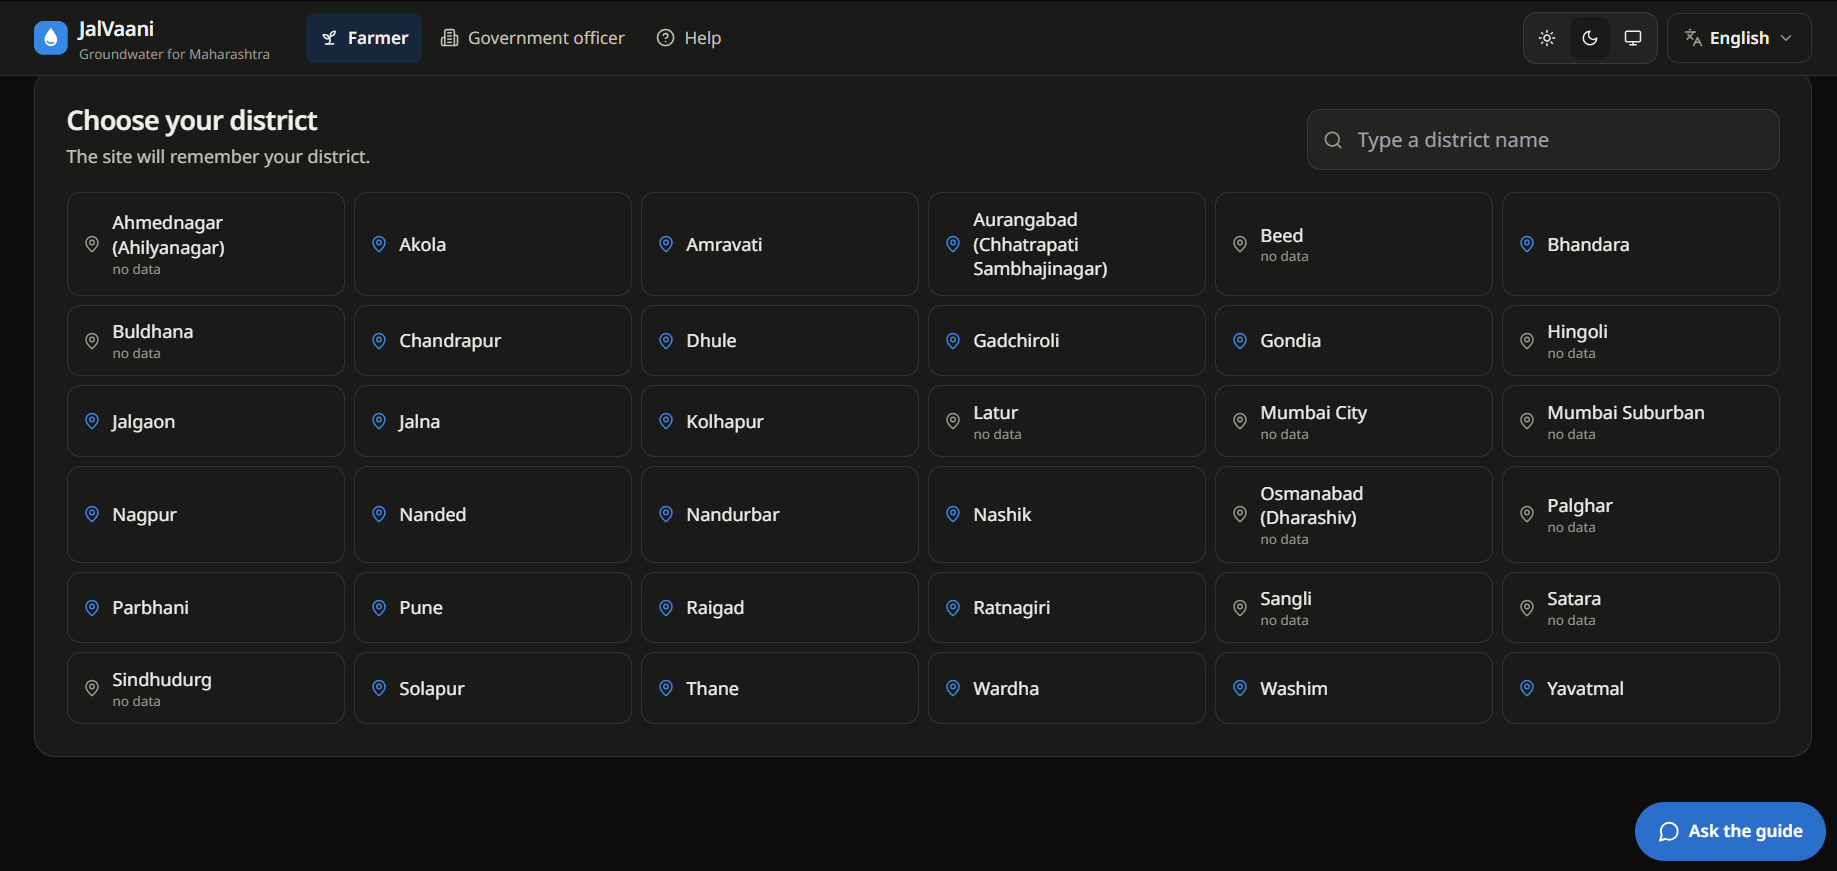 JalVaani
Groundwater for Maharashtra
Farmer
Government officer
Help
English
Choose your district
The site will remember your district.
Type a district name
Ahmednagar
(Ahilyanagar)
no data
Akola
Amravati
Aurangabad
(Chhatrapati
Sambhajinagar)
Beed
no data
Bhandara
Buldhana
no data
Chandrapur
Dhule
Gadchiroli
Gondia
Hingoli
no data
Jalgaon
Jalna
Kolhapur
Latur
no data
Mumbai City
no data
Mumbai Suburban
no data
Nagpur
Nanded
Nandurbar
Nashik
Osmanabad
(Dharashiv)
no data
Palghar
no data
Parbhani
Pune
Raigad
Ratnagiri
Sangli
no data
Satara
no data
Sindhudurg
no data
Solapur
Thane
Wardha
Washim
Yavatmal
Ask the guide